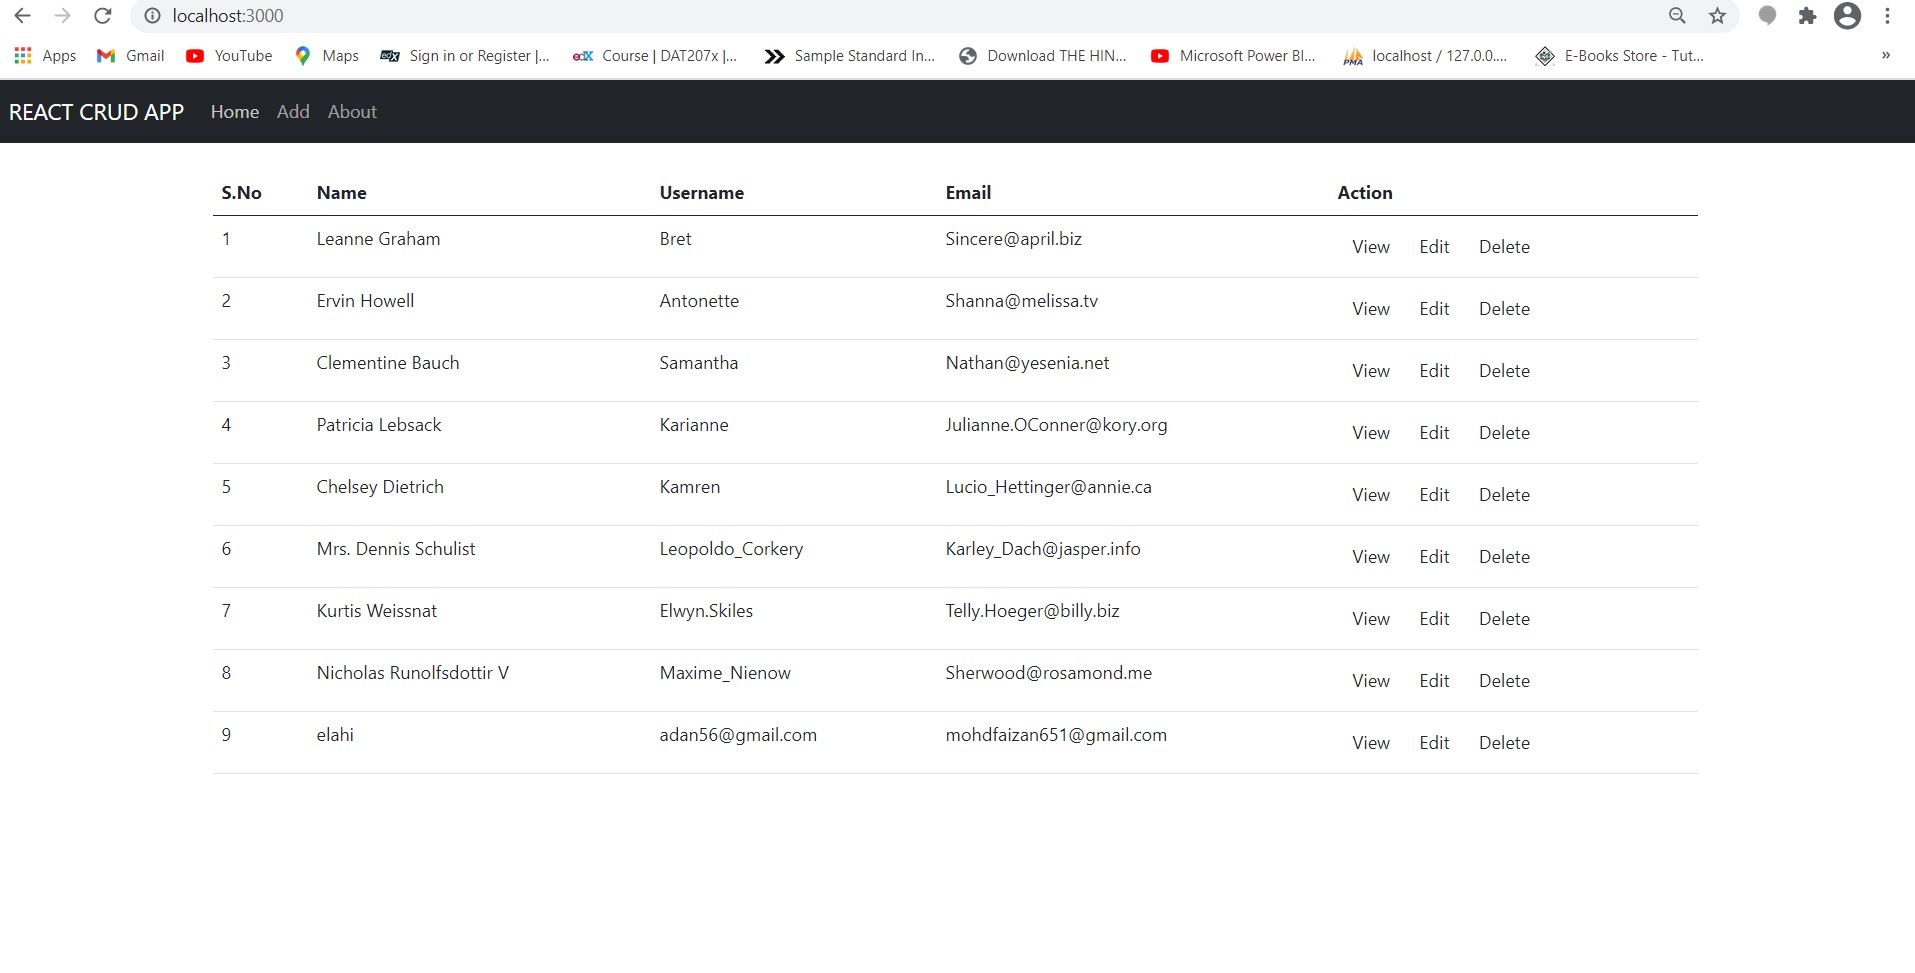 localhost:3000
Apps Gmail YouTube Maps Sign in or Register |... Course | DAT207x |... Sample Standard In... Download THE HIN... Microsoft Power BI... localhost / 127.0.0.... E-Books Store - Tut... »
REACT CRUD APP Home Add About
S.No Name Username Email Action
1 Leanne Graham Bret Sincere@april.biz View Edit Delete
2 Ervin Howell Antonette Shanna@melissa.tv View Edit Delete
3 Clementine Bauch Samantha Nathan@yesenia.net View Edit Delete
4 Patricia Lebsack Karianne Julianne.OConner@kory.org View Edit Delete
5 Chelsey Dietrich Kamren Lucio_Hettinger@annie.ca View Edit Delete
6 Mrs. Dennis Schulist Leopoldo_Corkery Karley_Dach@jasper.info View Edit Delete
7 Kurtis Weissnat Elwyn.Skiles Telly.Hoeger@billy.biz View Edit Delete
8 Nicholas Runolfsdottir V Maxime_Nienow Sherwood@rosamond.me View Edit Delete
9 elahi adan56@gmail.com mohdfaizan651@gmail.com View Edit Delete